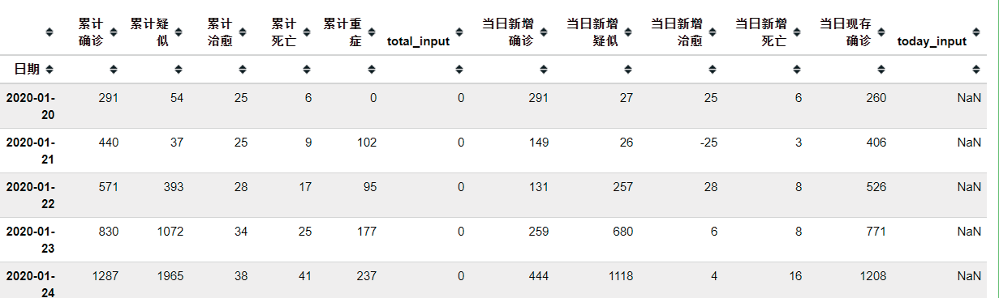 累计 累计疑 累计 累计 累计重 当日新增 当日新增 当日新增 当日新增 当日现存
确诊 似 治愈 死亡 症 total_input 确诊 疑似 治愈 死亡 确诊 today_input
日期
2020-01- 291 54 25 6 0 0 291 27 25 6 260 NaN
20
2020-01- 440 37 25 9 102 0 149 26 -25 3 406 NaN
21
2020-01- 571 393 28 17 95 0 131 257 28 8 526 NaN
22
2020-01- 830 1072 34 25 177 0 259 680 6 8 771 NaN
23
2020-01- 1287 1965 38 41 237 0 444 1118 4 16 1208 NaN
24